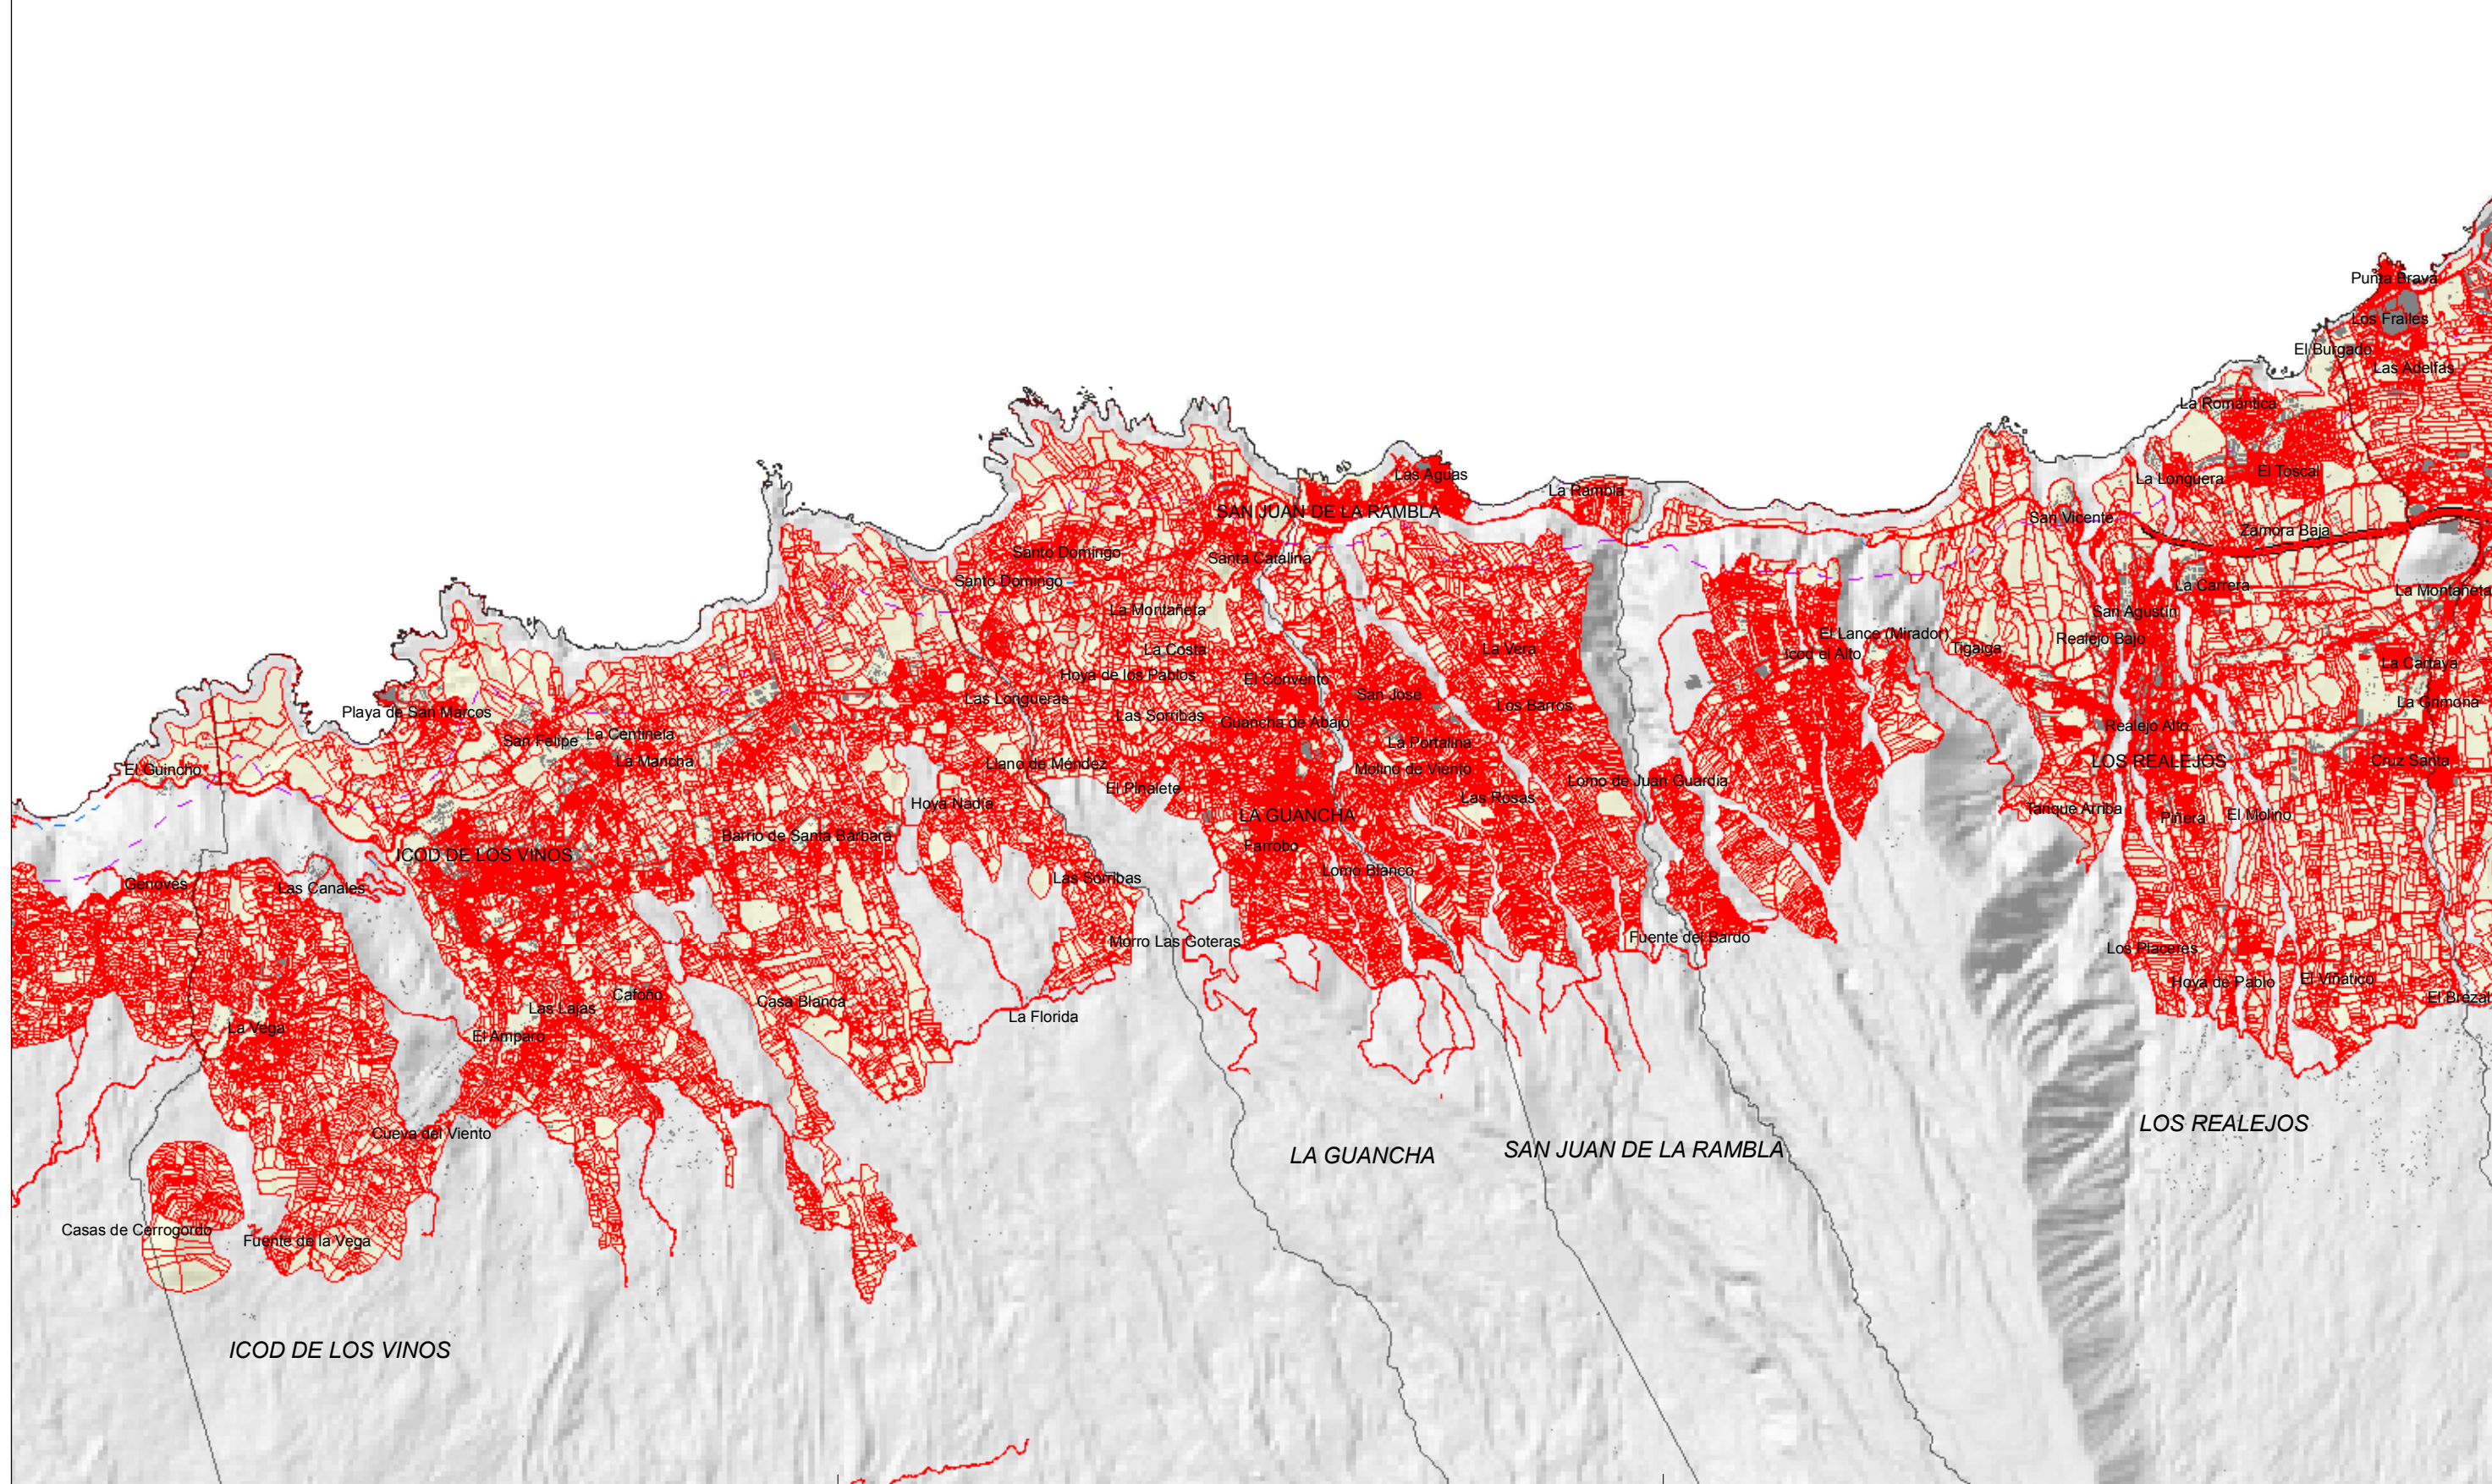 Punta Brava
Los Frailes
El Burgado
Las Adelfas
La Romántica
El Toscal
La Longuera
Las Aguas
La Rambla
SAN JUAN DE LA RAMBLA
San Vicente
Zamora Baja
Santo Domingo
Santa Catalina
Santo Domingo
La Carrera
La Montañeta
La Montañeta
San Agustín
El Lance (Mirador)
Realejo Bajo
La Costa
La Vera
Icod el Alto
Tigaiga
La Cartaya
Hoya de los Pablos
El Convento
San José
Las Longueras
La Grimona
Los Barros
Playa de San Marcos
Las Sorribas
Guancha de Abajo
Realejo Alto
La Centinela
San Felipe
La Portalina
La Mancha
Llano de Méndez
LOS REALEJOS
Cruz Santa
El Guincho
Molino de Viento
Lomo de Juan Guardia
El Pinalete
Las Rosas
Hoya Nadía
Tanque Arriba
LA GUANCHA
Piñera
El Molino
Barrio de Santa Bárbara
Farrobo
ICOD DE LOS VINOS
Lomo Blanco
Las Sorribas
Genovés
Las Canales
Morro Las Goteras
Fuente del Bardo
Los Placeres
Hoya de Pablo
El Viñático
Cafoño
El Brezal
Casa Blanca
Las Lajas
La Florida
La Vega
El Amparo
Cueva del Viento
LOS REALEJOS
LA GUANCHA
SAN JUAN DE LA RAMBLA
Casas de Cerrogordo
Fuente de la Vega
ICOD DE LOS VINOS